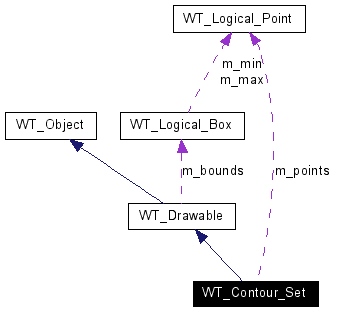 WT_Logical_Point
m_min
m_max
WT_Object
WT_Logical_Box
m_bounds
m_points
WT_Drawable
WT_Contour_Set